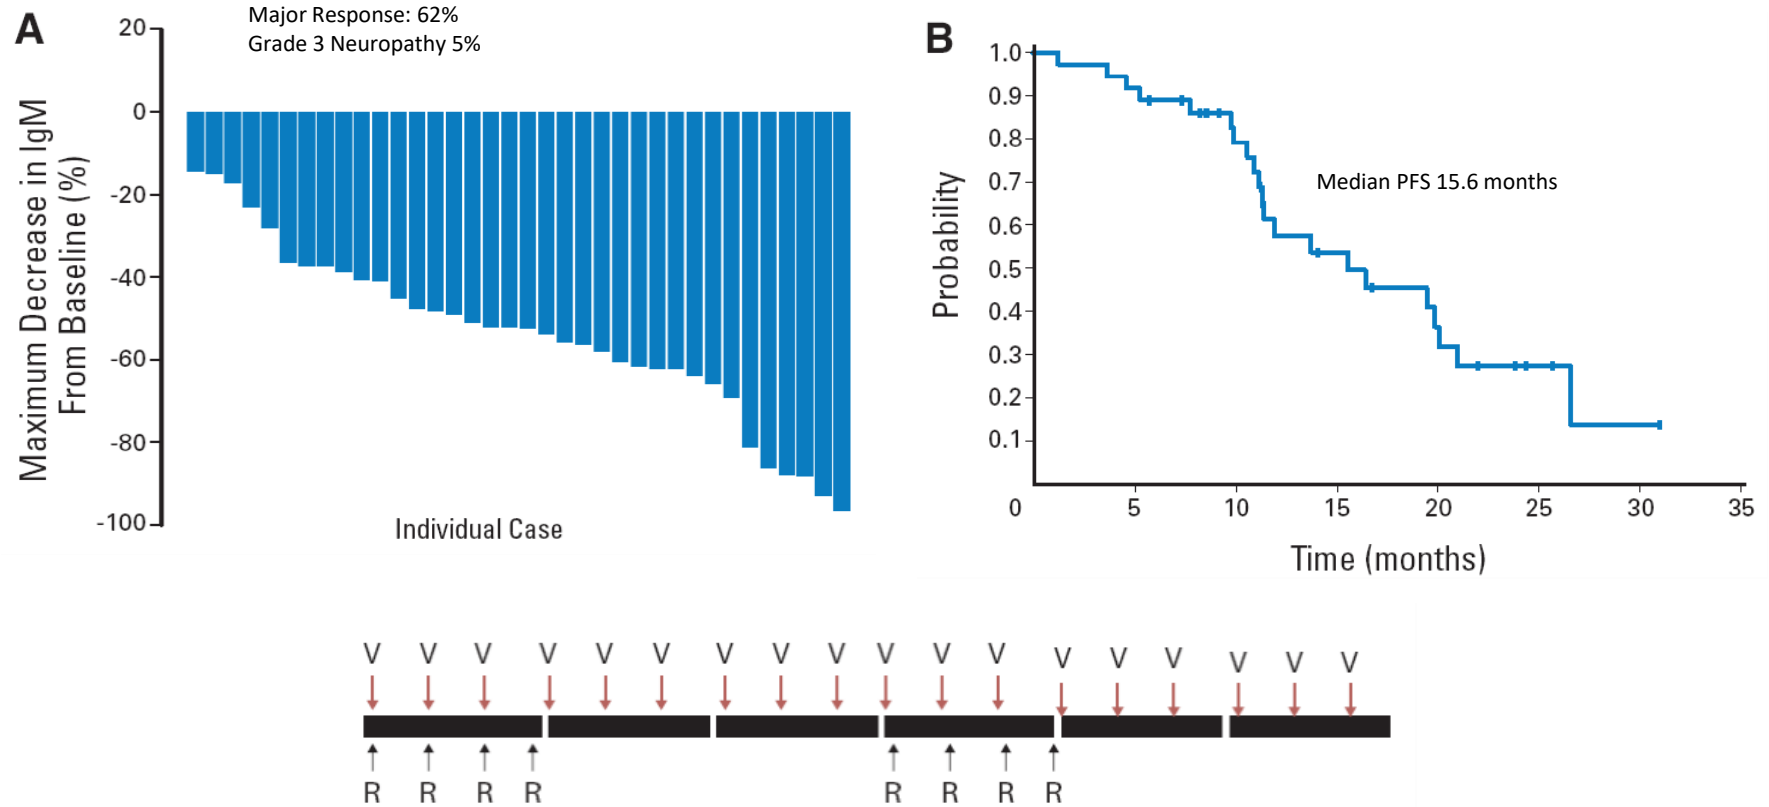 A
Major Response: 62%
Grade 3 Neuropathy 5%
Maximum Decrease in IgM
From Baseline (%)
20
0
-20
-40
-60
-80
-100
Individual Case
B
Probability
1.0
0.9
0.8
0.7
0.6
0.5
0.4
0.3
0.2
0.1
Median PFS 15.6 months
0 5 10 15 20 25 30 35
Time (months)
V V V V V V V V V V V V V V V V V V
R R R R R R R R